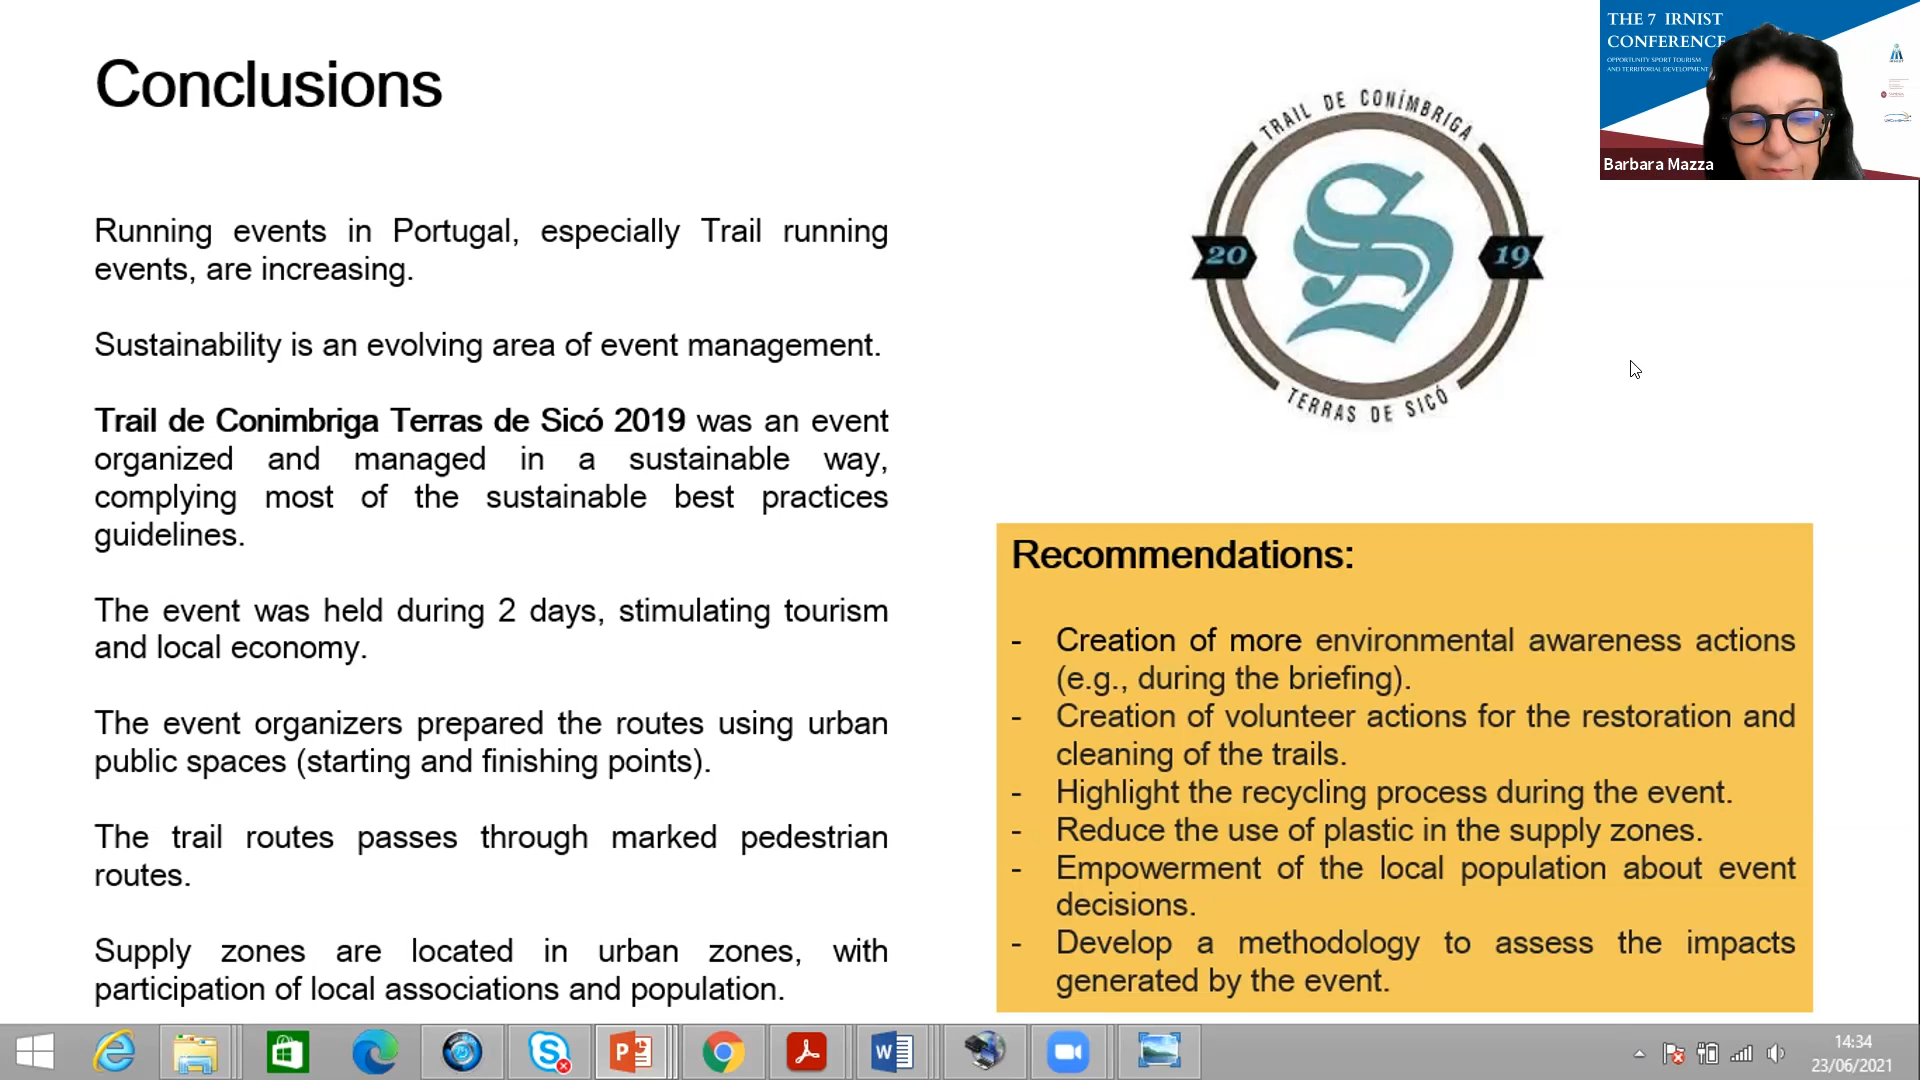 Conclusions
Running events in Portugal, especially Trail running
events, are increasing.
Sustainability is an evolving area of event management.
Trail de Conimbriga Terras de Sicó 2019 was an event
organized and managed in a sustainable way,
complying most of the sustainable best practices
guidelines.
The event was held during 2 days, stimulating tourism
and local economy.
The event organizers prepared the routes using urban
public spaces (starting and finishing points).
The trail routes passes through marked pedestrian
routes.
Supply zones are located in urban zones, with
participation of local associations and population.
TRAIL DE CONÍMBRIGA
S
20 19
TERRAS DE SICÓ
THE 7 IRNIST
CONFERENCE
OPPORTUNITY SPORT TOURISM
AND TERRITORIAL DEVELOPMENT
Barbara Mazza
Recommendations:
- Creation of more environmental awareness actions
(e.g., during the briefing).
- Creation of volunteer actions for the restoration and
cleaning of the trails.
- Highlight the recycling process during the event.
- Reduce the use of plastic in the supply zones.
- Empowerment of the local population about event
decisions.
- Develop a methodology to assess the impacts
generated by the event.
14:34
23/06/2021